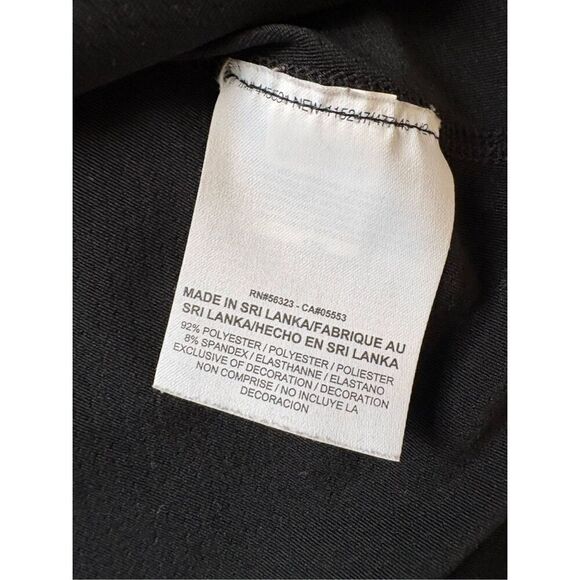 RN#56323 - CA#05553
MADE IN SRI LANKA/FABRIQUE AU
SRI LANKA/HECHO EN SRI LANKA
92% POLYESTER / POLYESTER / POLIESTER
8% SPANDEX / ELASTHANNE / ELASTANO
EXCLUSIVE OF DECORATION / DECORATION
NON COMPRISE / NO INCLUYE LA
DECORACION